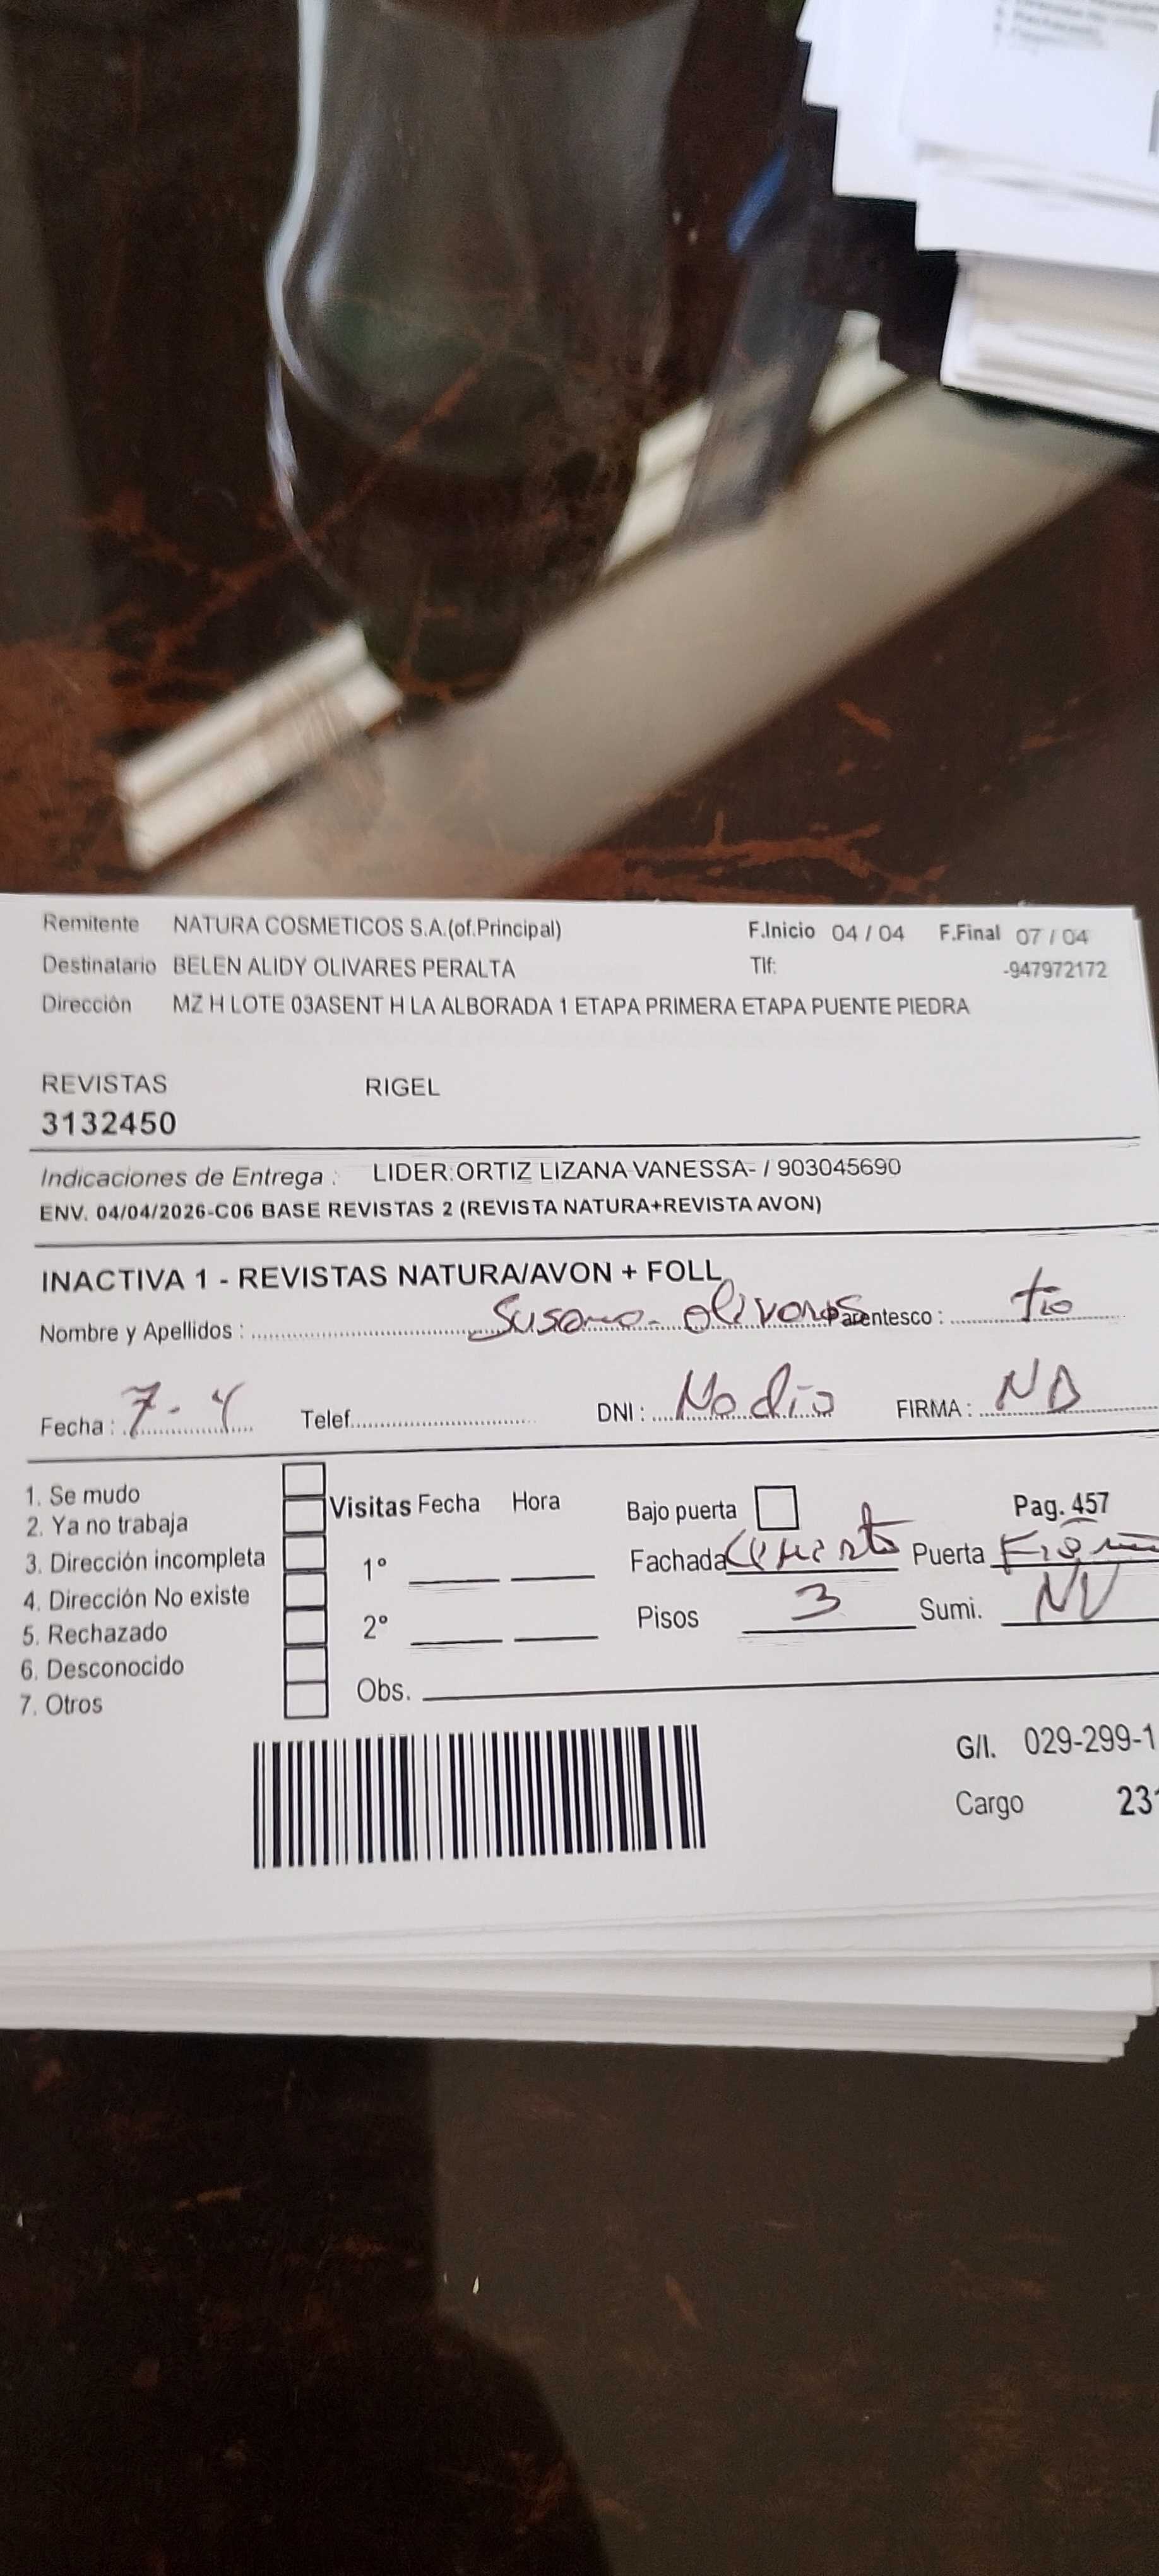 Remitente NATURA COSMETICOS S.A.(of.Principal) F.Inicio 04 / 04 F.Final 07 / 04
Destinatario BELEN ALIDY OLIVARES PERALTA Tlf: -947972172
Dirección MZ H LOTE 03ASENT H LA ALBORADA 1 ETAPA PRIMERA ETAPA PUENTE PIEDRA
REVISTAS RIGEL
3132450
Indicaciones de Entrega : LIDER:ORTIZ LIZANA VANESSA- / 903045690
ENV. 04/04/2026-C06 BASE REVISTAS 2 (REVISTA NATURA+REVISTA AVON)
INACTIVA 1 - REVISTAS NATURA/AVON + FOLL
Nombre y Apellidos : Susana Olivares Parentesco : tia
Fecha : 7 - 4 Telef. DNI : No dio FIRMA : ND
1. Se mudo
2. Ya no trabaja
3. Dirección incompleta
4. Dirección No existe
5. Rechazado
6. Desconocido
7. Otros
Visitas Fecha Hora
1°
2°
Obs.
Bajo puerta Pag. 457
Fachada Puerta
Pisos 3 Sumi. NV
G/I. 029-299-1
Cargo 231